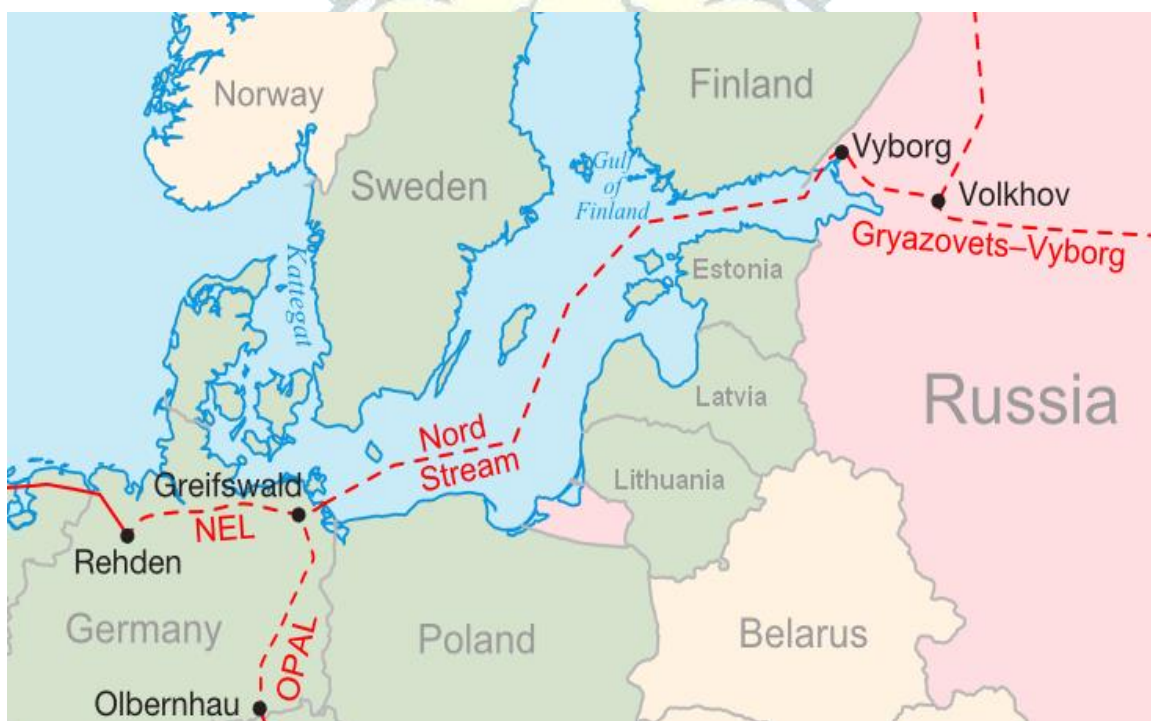 Norway
Finland
Sweden
Gulf
of
Finland
Vyborg
Volkhov
Gryazovets–Vyborg
Kattegat
Estonia
Latvia
Russia
Nord
Stream
Lithuania
Greifswald
NEL
Rehden
Germany
Poland
Belarus
OPAL
Olbernhau